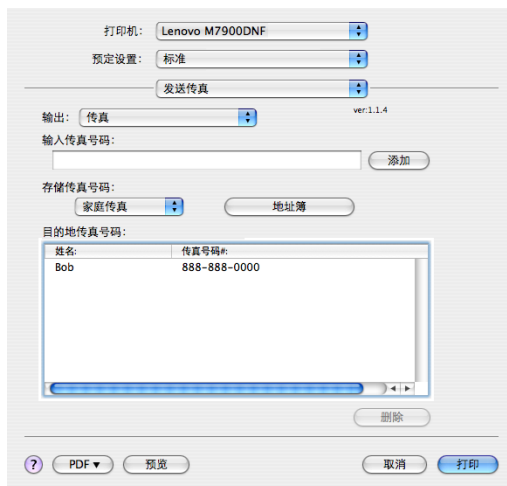 打印机: Lenovo M7900DNF
预定设置: 标准
发送传真
输出: 传真 ver:1.1.4
输入传真号码:
添加
存储传真号码:
家庭传真 地址簿
目的地传真号码:
姓名: 传真号码#:
Bob 888-888-0000
删除
? PDF▼ 预览 取消 打印